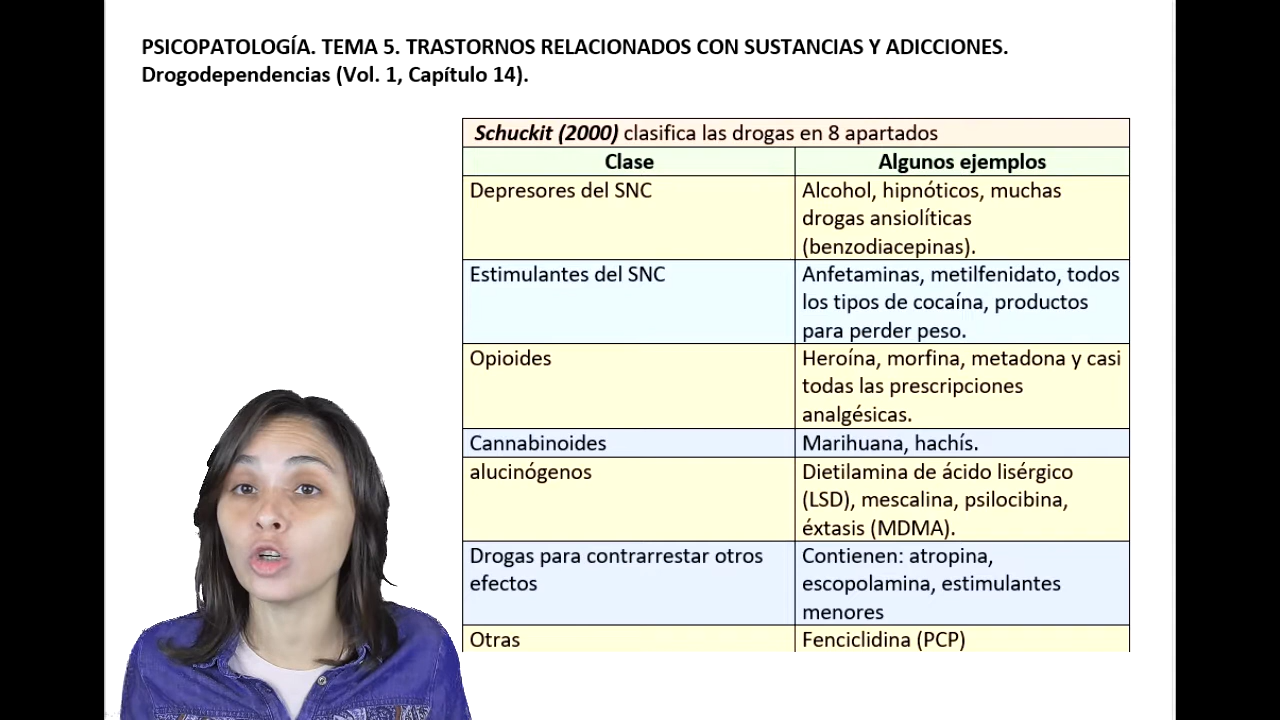 PSICOPATOLOGÍA. TEMA 5. TRASTORNOS RELACIONADOS CON SUSTANCIAS Y ADICCIONES.
Drogodependencias (Vol. 1, Capítulo 14).
Schuckit (2000) clasifica las drogas en 8 apartados
Clase
Algunos ejemplos
Depresores del SNC
Alcohol, hipnóticos, muchas
drogas ansiolíticas
(benzodiacepinas).
Estimulantes del SNC
Anfetaminas, metilfenidato, todos
los tipos de cocaína, productos
para perder peso.
Opioides
Heroína, morfina, metadona y casi
todas las prescripciones
analgésicas.
Cannabinoides
Marihuana, hachís.
alucinógenos
Dietilamina de ácido lisérgico
(LSD), mescalina, psilocibina,
éxtasis (MDMA).
Drogas para contrarrestar otros
efectos
Contienen: atropina,
escopolamina, estimulantes
menores
Otras
Fenciclidina (PCP)